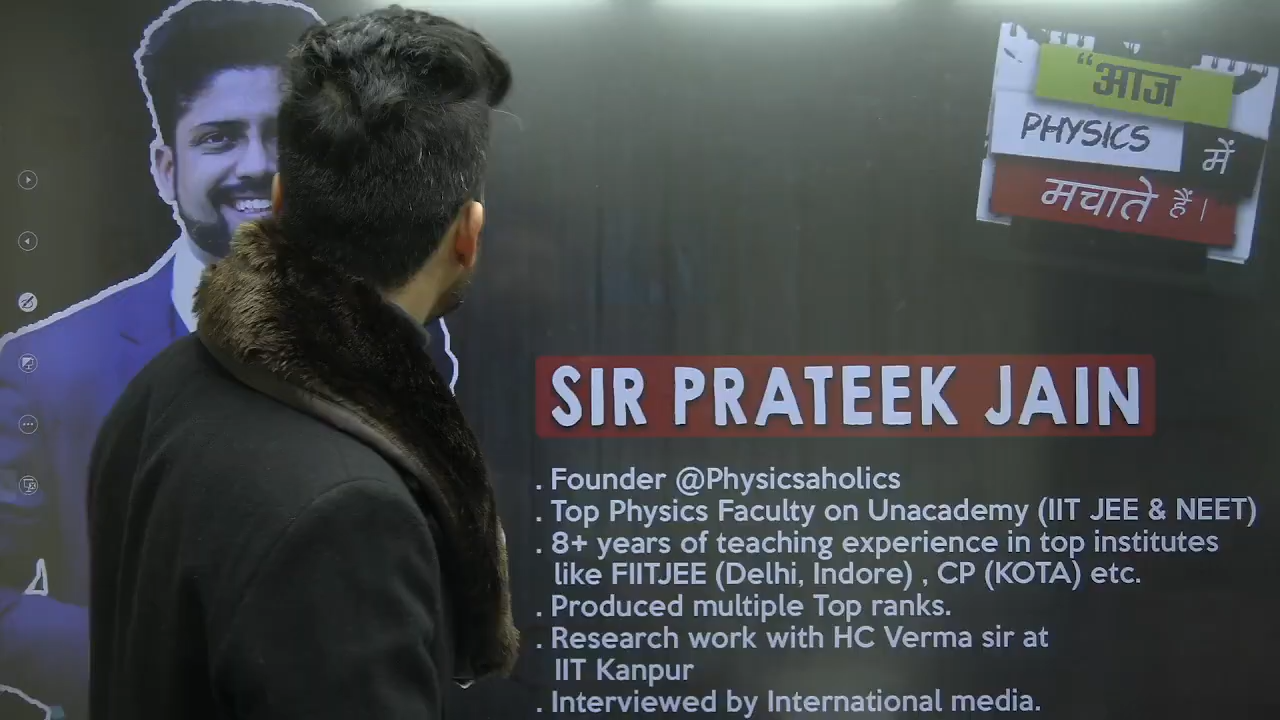 “आज
PHYSICS में
मचाते हैं।
SIR PRATEEK JAIN
. Founder @Physicsaholics
. Top Physics Faculty on Unacademy (IIT JEE & NEET)
. 8+ years of teaching experience in top institutes
like FIITJEE (Delhi, Indore) , CP (KOTA) etc.
. Produced multiple Top ranks.
. Research work with HC Verma sir at
IIT Kanpur
. Interviewed by International media.